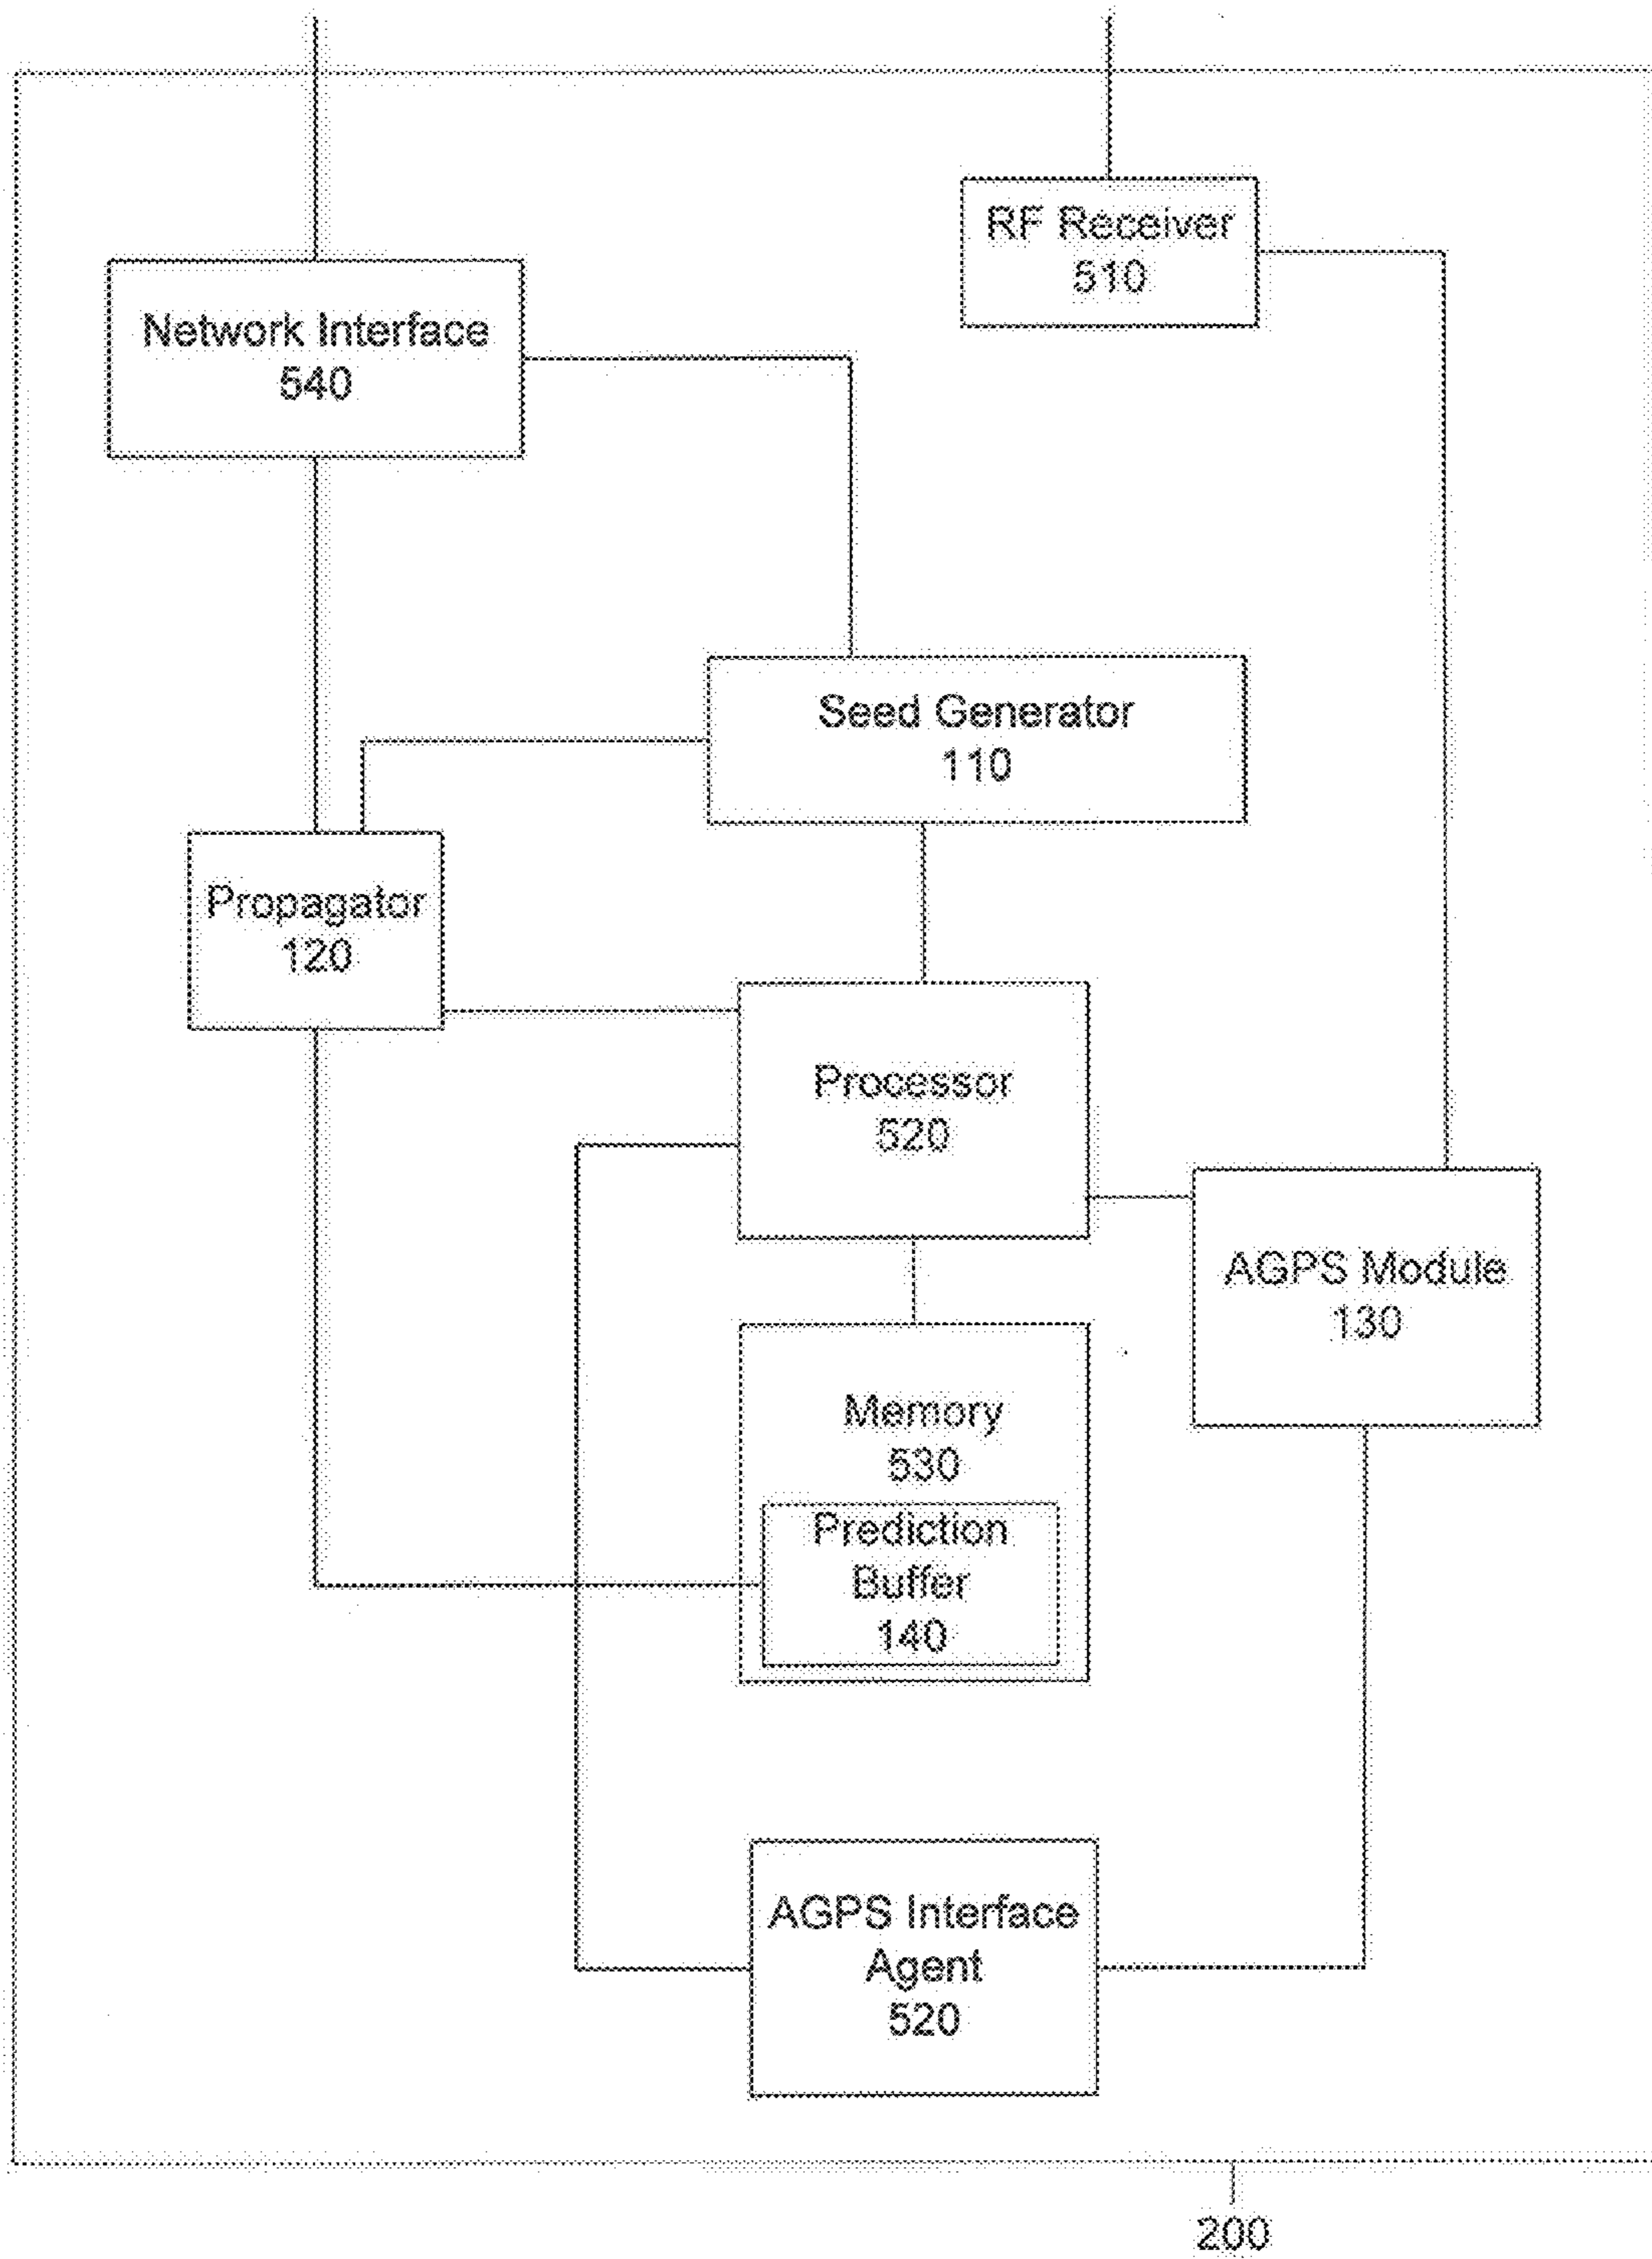 RF Receiver
510
Network Interface
540
Seed Generator
110
Propagator
120
Processor
520
AGPS Module
130
Memory
530
Prediction
Buffer
140
AGPS Interface
Agent
520
200